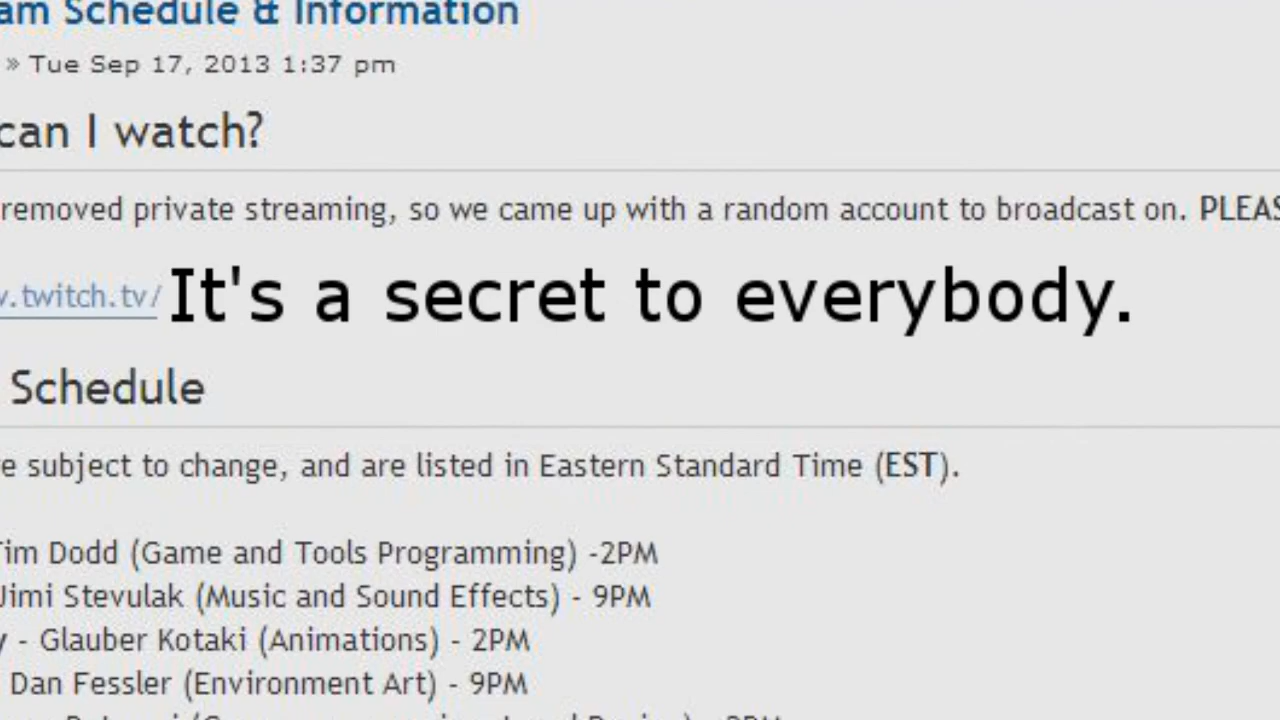 am Schedule & Information
» Tue Sep 17, 2013 1:37 pm
can I watch?
removed private streaming, so we came up with a random account to broadcast on. PLEAS
v.twitch.tv/ It's a secret to everybody.
Schedule
e subject to change, and are listed in Eastern Standard Time (EST).
Tim Dodd (Game and Tools Programming) -2PM
Jimi Stevulak (Music and Sound Effects) - 9PM
y - Glauber Kotaki (Animations) - 2PM
Dan Fessler (Environment Art) - 9PM